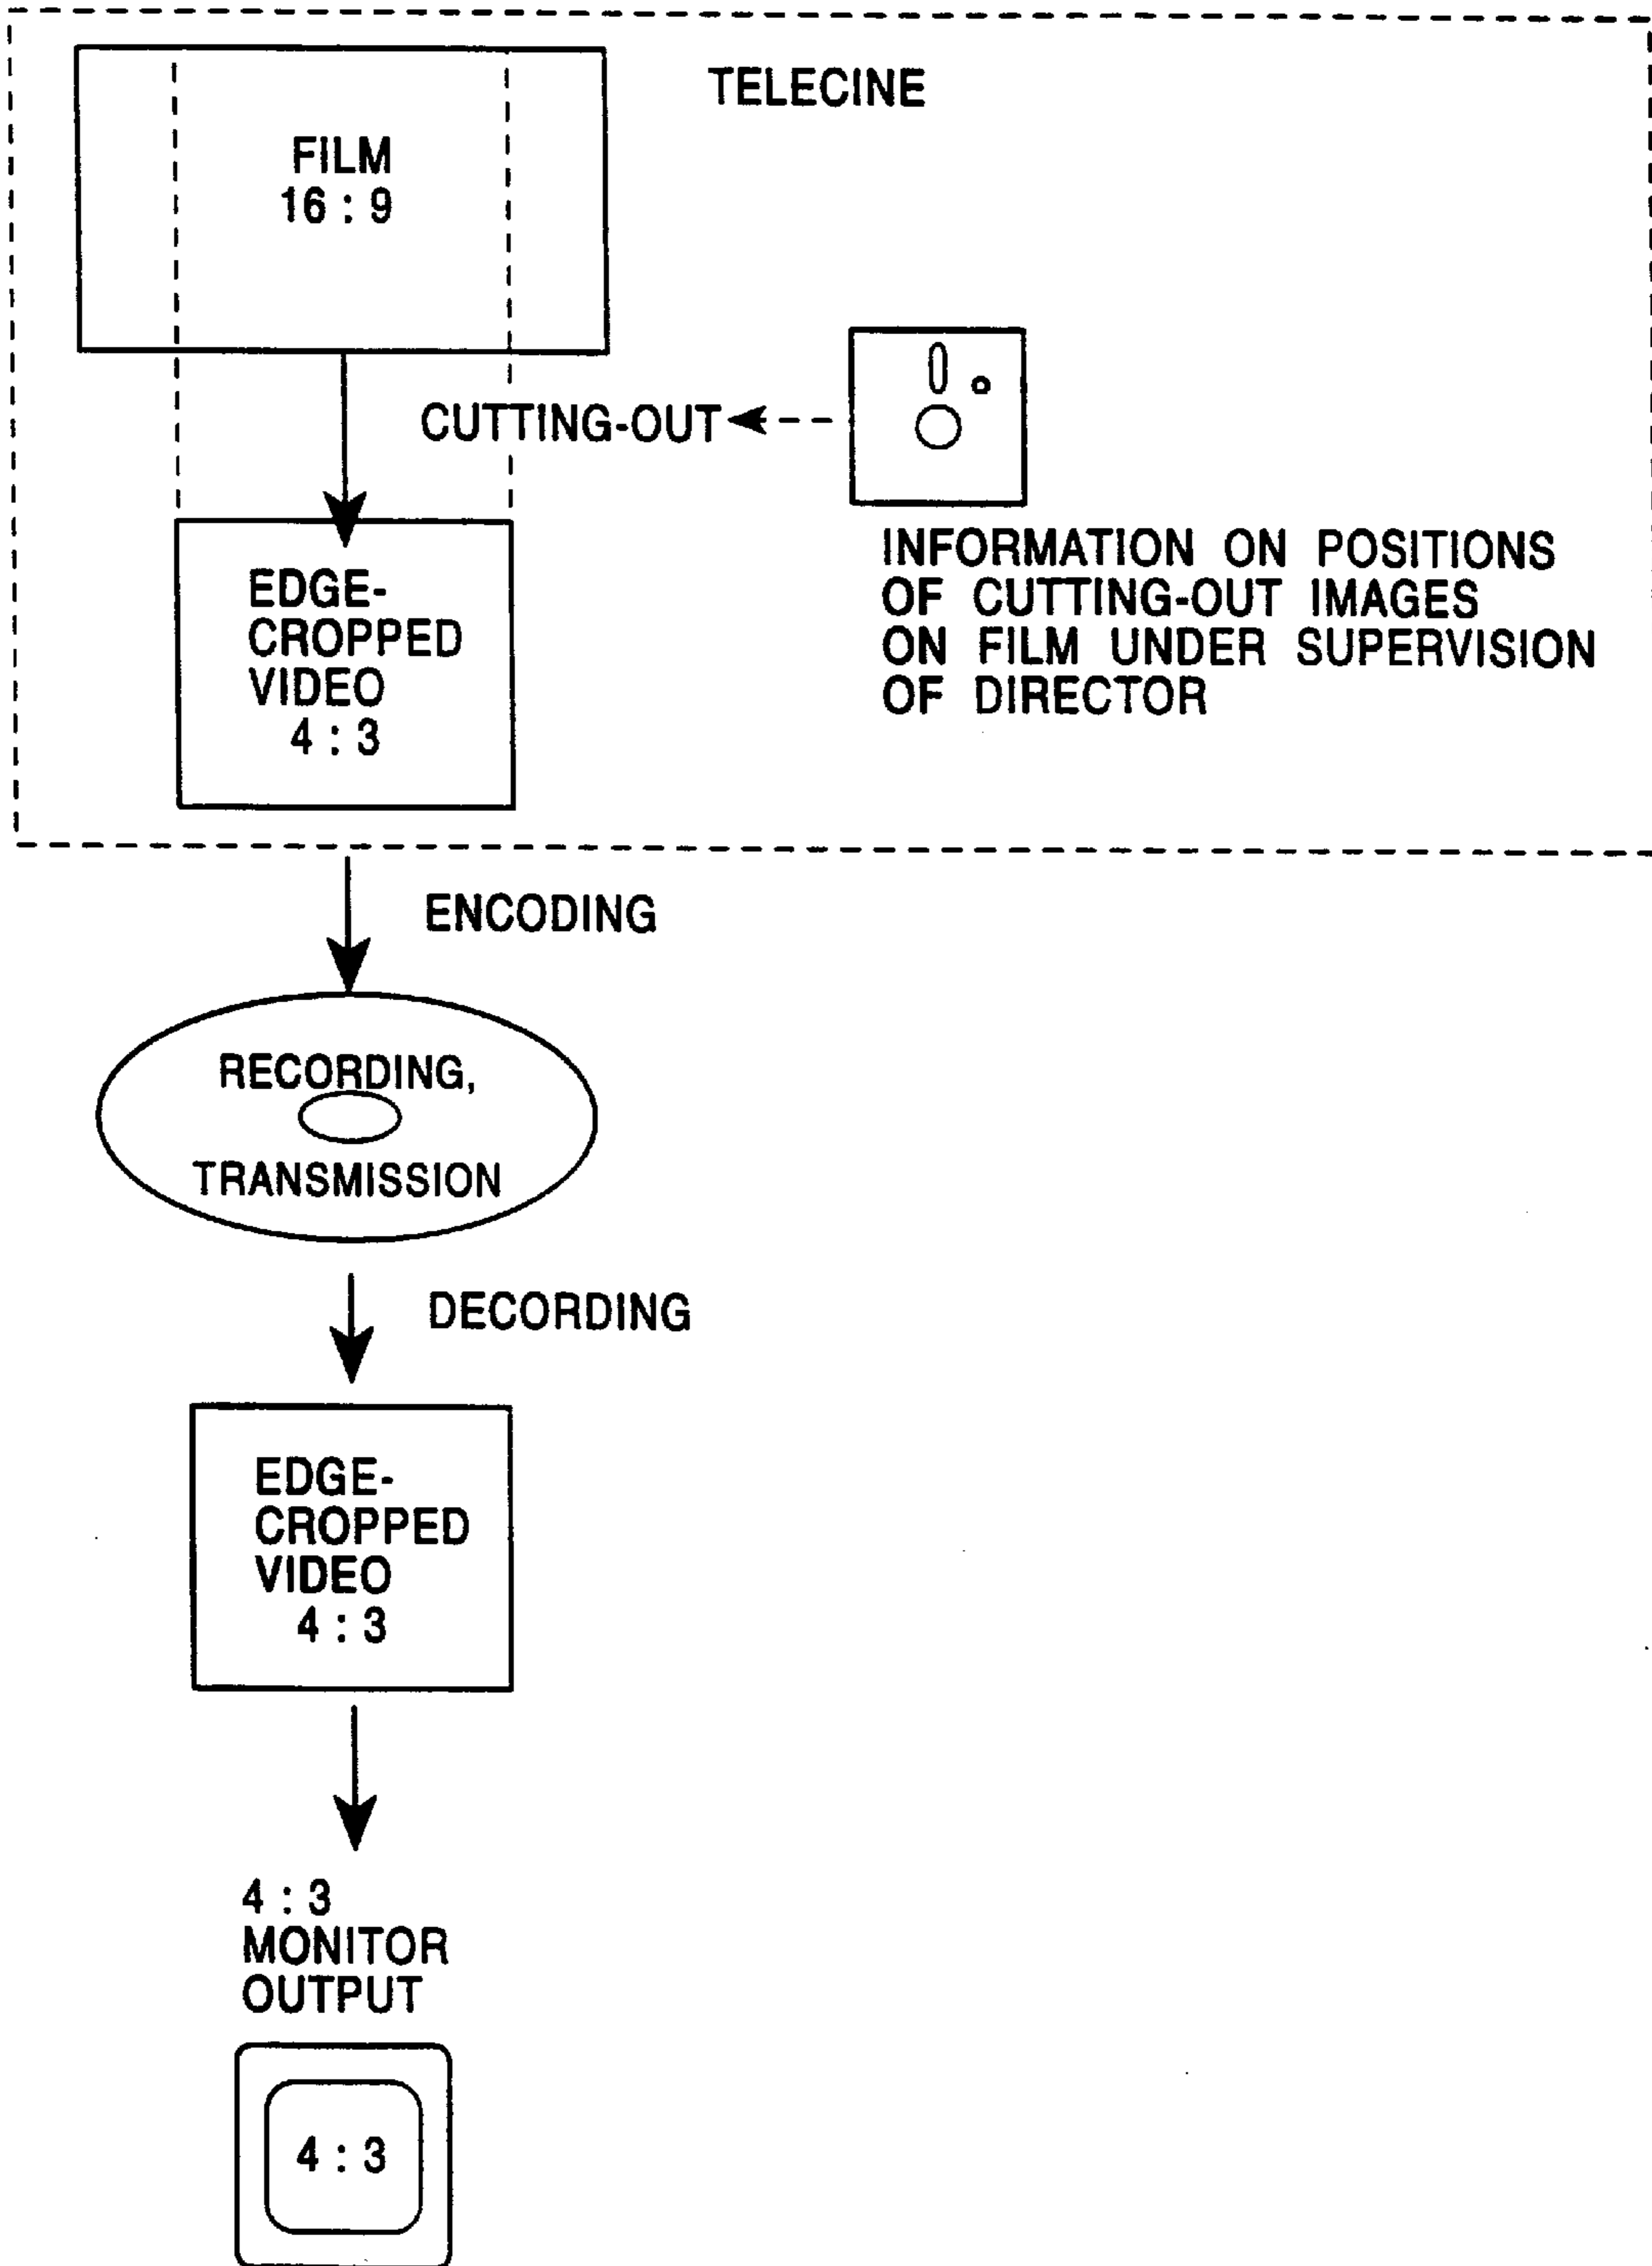 TELECINE
FILM
16 : 9
CUTTING-OUT
INFORMATION ON POSITIONS
OF CUTTING-OUT IMAGES
ON FILM UNDER SUPERVISION
OF DIRECTOR
EDGE-
CROPPED
VIDEO
4 : 3
ENCODING
RECORDING,
TRANSMISSION
DECORDING
EDGE-
CROPPED
VIDEO
4 : 3
4 : 3
MONITOR
OUTPUT
4 : 3